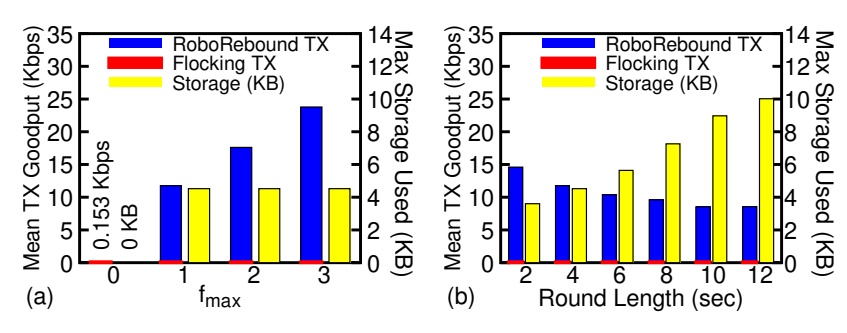 Mean TX Goodput (Kbps)
35
30
25
20
15
10
5
0
RoboRebound TX
Flocking TX
Storage (KB)
0.153 Kbps
0 KB
14
12
10
8
6
4
2
0
Max Storage Used (KB)
0 1 2 3
(a) fmax
Mean TX Goodput (Kbps)
35
30
25
20
15
10
5
0
RoboRebound TX
Flocking TX
Storage (KB)
14
12
10
8
6
4
2
0
Max Storage Used (KB)
2 4 6 8 10 12
(b) Round Length (sec)